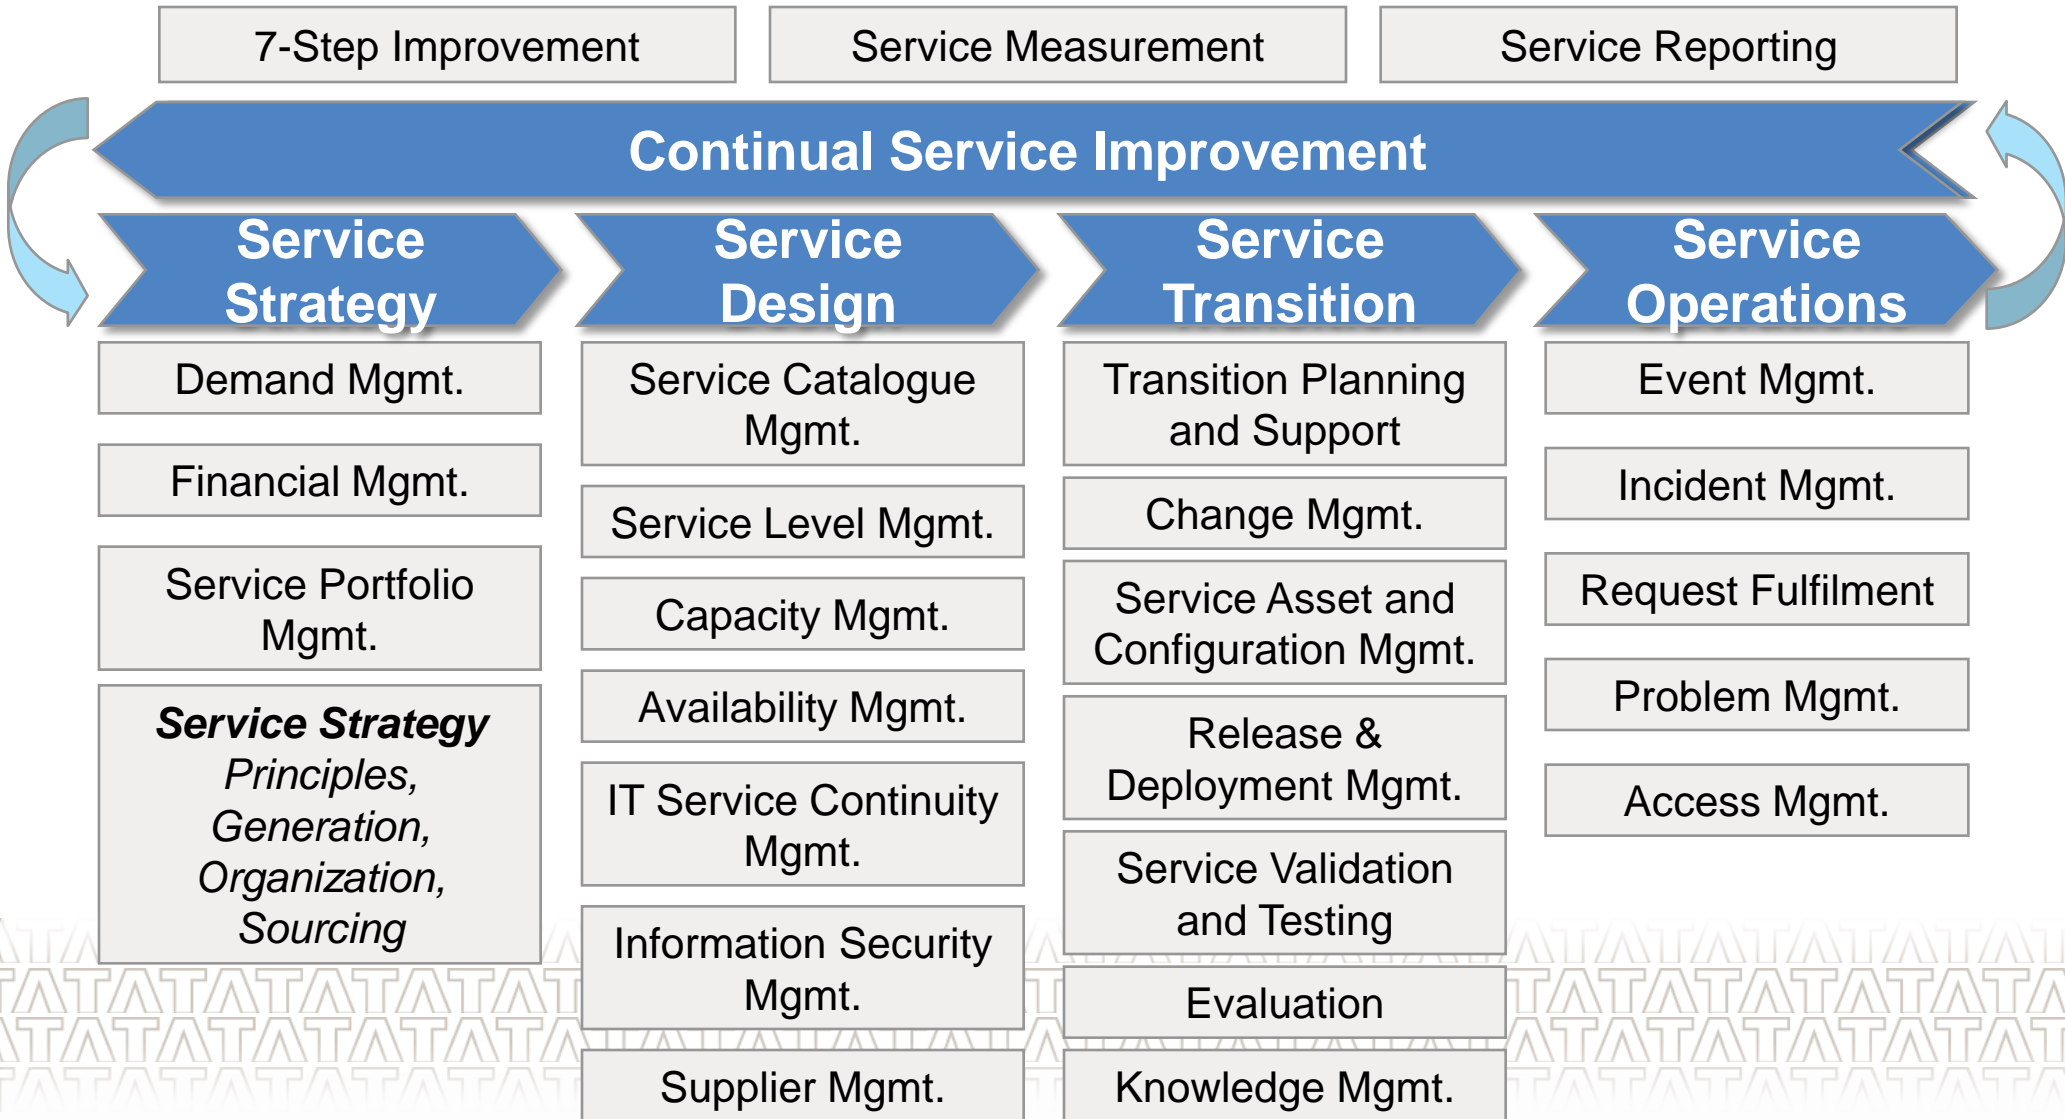 7-Step Improvement
Service Measurement
Service Reporting
Continual Service Improvement
Service
Strategy
Service
Design
Service
Transition
Service
Operations
Demand Mgmt.
Financial Mgmt.
Service Portfolio
Mgmt.
Service Strategy
Principles,
Generation,
Organization,
Sourcing
Service Catalogue
Mgmt.
Service Level Mgmt.
Capacity Mgmt.
Availability Mgmt.
IT Service Continuity
Mgmt.
Information Security
Mgmt.
Supplier Mgmt.
Transition Planning
and Support
Change Mgmt.
Service Asset and
Configuration Mgmt.
Release &
Deployment Mgmt.
Service Validation
and Testing
Evaluation
Knowledge Mgmt.
Event Mgmt.
Incident Mgmt.
Request Fulfilment
Problem Mgmt.
Access Mgmt.
TATATATATATATATATATATA